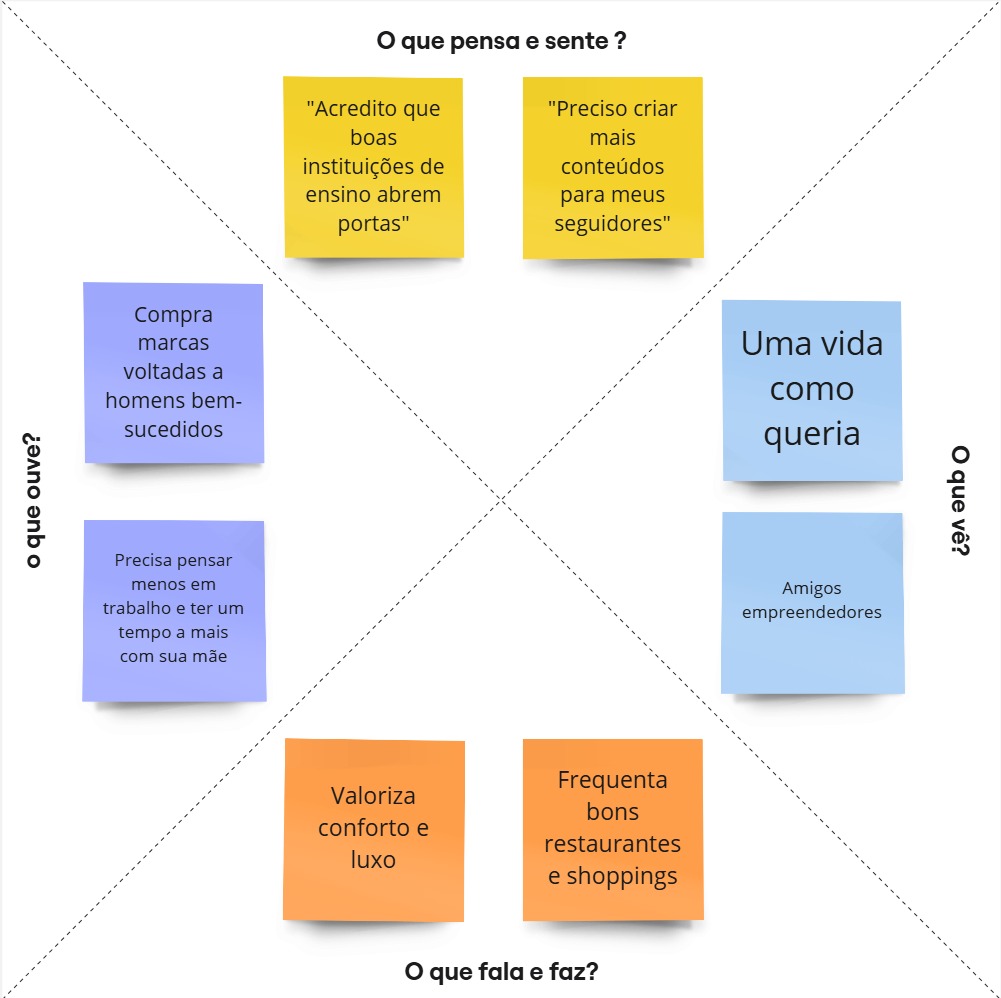 O que pensa e sente ?
"Acredito que
boas
instituições de
ensino abrem
portas"
"Preciso criar
mais
conteúdos
para meus
seguidores"
o que ouve?
Compra
marcas
voltadas a
homens bem-
sucedidos
Precisa pensar
menos em
trabalho e ter um
tempo a mais
com sua mãe
Uma vida
como
queria
Amigos
empreendedores
O que vê?
Valoriza
conforto e
luxo
Frequenta
bons
restaurantes
e shoppings
O que fala e faz?